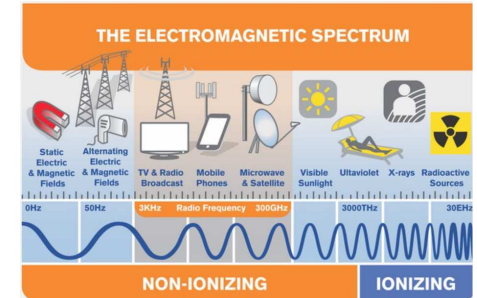 THE ELECTROMAGNETIC SPECTRUM
Static
Electric
& Magnetic
Fields
Alternating
Electric
& Magnetic
Fields
TV & Radio
Broadcast
Mobile
Phones
Microwave
& Satellite
Visible
Sunlight
Ultaviolet
X-rays
Radioactive
Sources
0Hz 50Hz 3KHz Radio Frequency 300GHz 3000THz 30EHz
NON-IONIZING IONIZING